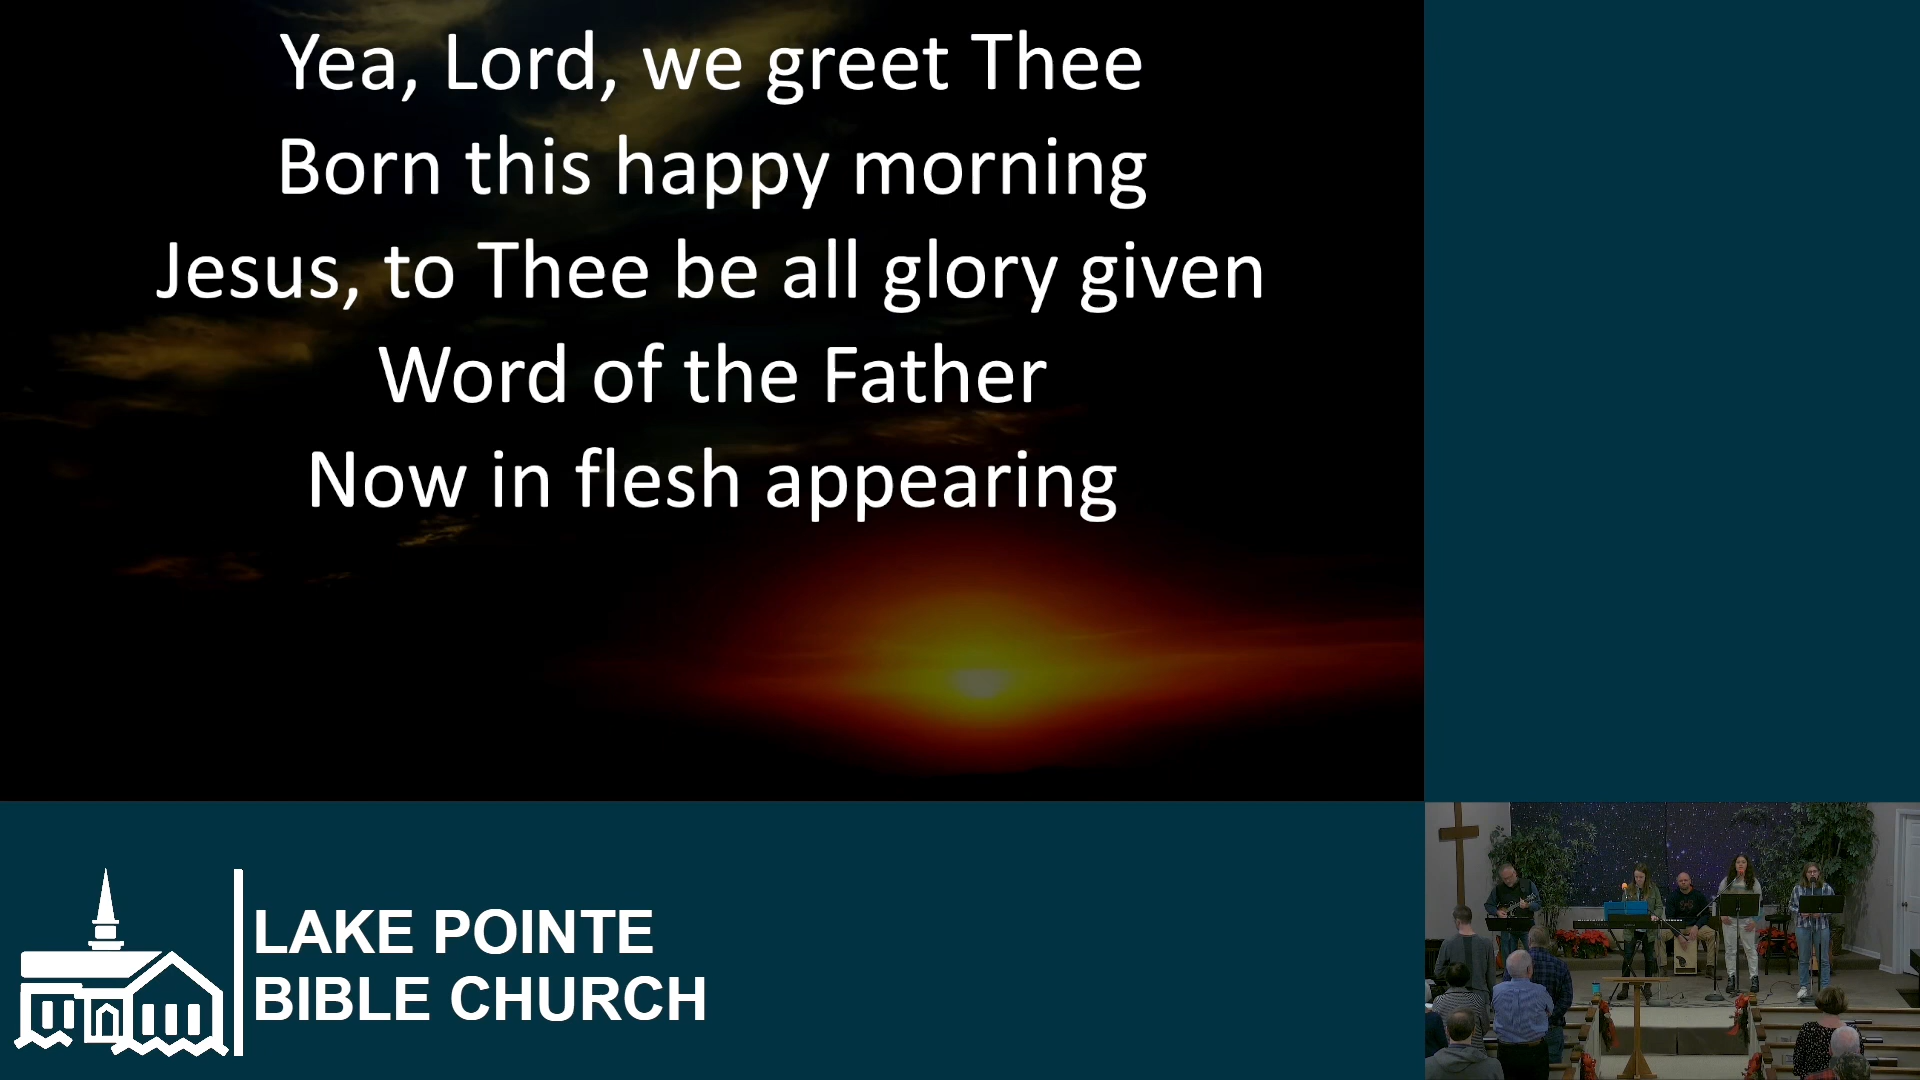 Yea, Lord, we greet Thee
Born this happy morning
Jesus, to Thee be all glory given
Word of the Father
Now in flesh appearing
LAKE POINTE
BIBLE CHURCH